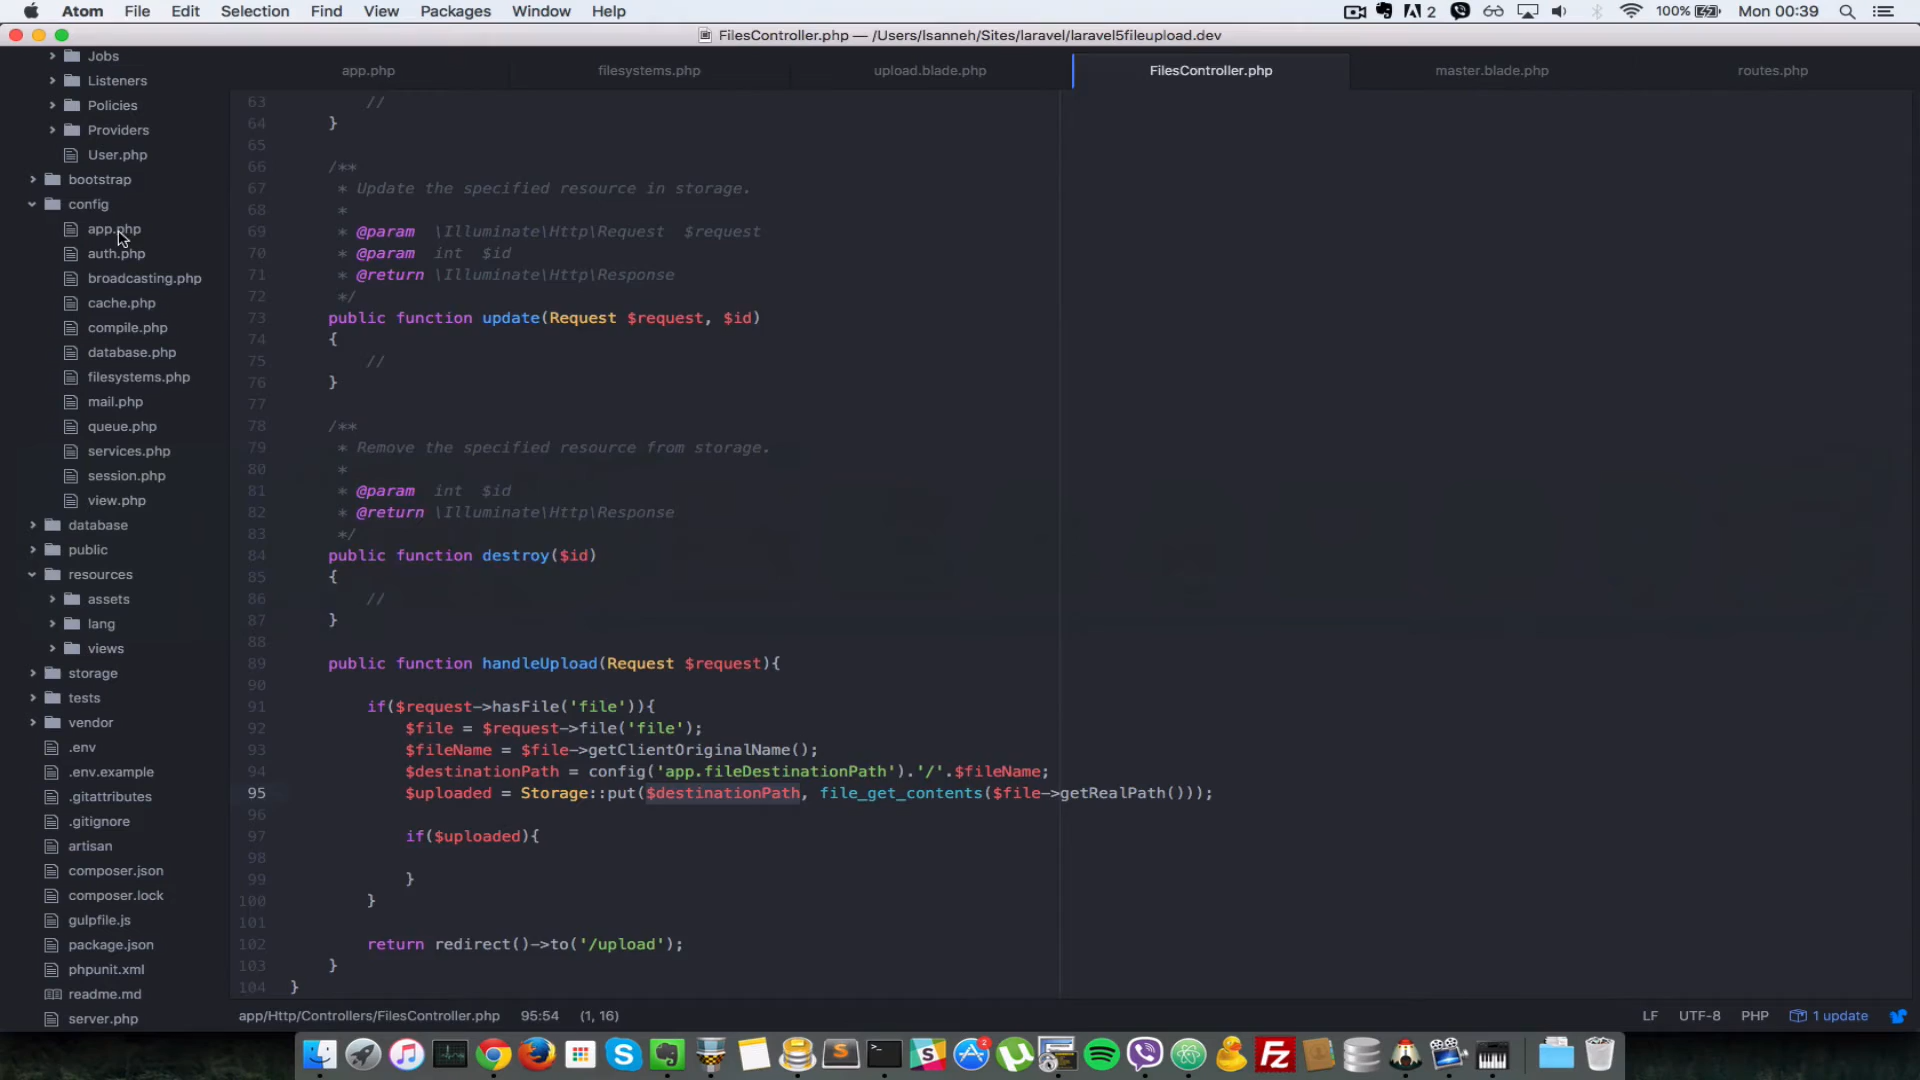 Atom File Edit Selection Find View Packages Window Help 2 100% Mon 00:39
FilesController.php — /Users/lsanneh/Sites/laravel/laravel5fileupload.dev
Jobs
Listeners
Policies
Providers
User.php
bootstrap
config
app.php
auth.php
broadcasting.php
cache.php
compile.php
database.php
filesystems.php
mail.php
queue.php
services.php
session.php
view.php
database
public
resources
assets
lang
views
storage
tests
vendor
.env
.env.example
.gitattributes
.gitignore
artisan
composer.json
composer.lock
gulpfile.js
package.json
phpunit.xml
readme.md
server.php
app.php filesystems.php upload.blade.php FilesController.php master.blade.php routes.php
63 //
64 }
65
66 /**
67 * Update the specified resource in storage.
68 *
69 * @param \Illuminate\Http\Request $request
70 * @param int $id
71 * @return \Illuminate\Http\Response
72 */
73 public function update(Request $request, $id)
74 {
75 //
76 }
77
78 /**
79 * Remove the specified resource from storage.
80 *
81 * @param int $id
82 * @return \Illuminate\Http\Response
83 */
84 public function destroy($id)
85 {
86 //
87 }
88
89 public function handleUpload(Request $request){
90
91 if($request->hasFile('file')){
92 $file = $request->file('file');
93 $fileName = $file->getClientOriginalName();
94 $destinationPath = config('app.fileDestinationPath').'/'.$fileName;
95 $uploaded = Storage::put($destinationPath, file_get_contents($file->getRealPath()));
96
97 if($uploaded){
98
99 }
100 }
101
102 return redirect()->to('/upload');
103 }
104 }
app/Http/Controllers/FilesController.php 95:54 (1, 16) LF UTF-8 PHP 1 update
2